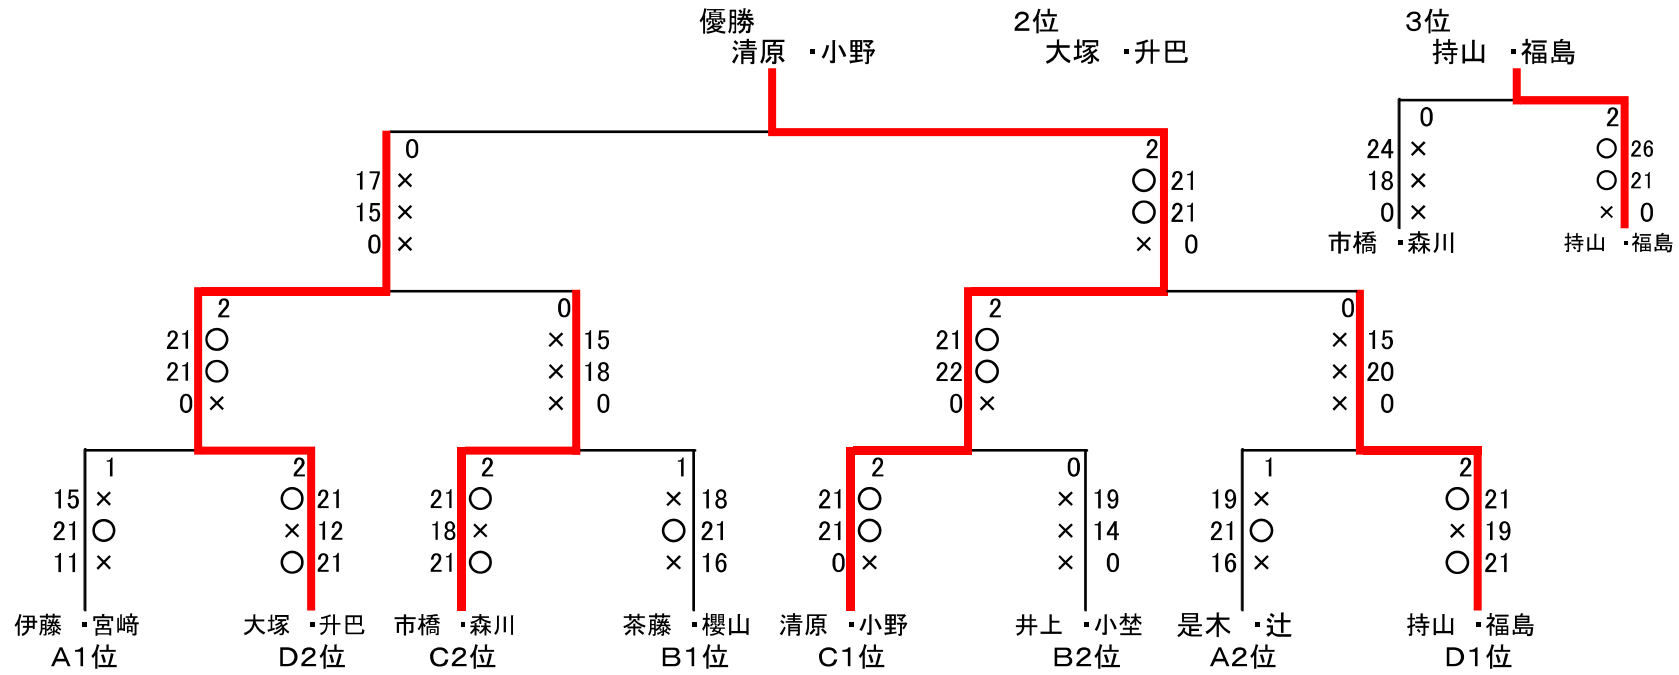 優勝 2位 3位
清原 ・小野 大塚 ・升巴 持山 ・福島
0 2
0 2 24 × ○ 26
17 × ○ 21 18 × ○ 21
15 × ○ 21 0 × × 0
0 × × 0 市橋 ・森川 持山 ・福島
2 0 2 0
21 ○ × 15 21 ○ × 15
21 ○ × 18 22 ○ × 20
0 × × 0 0 × × 0
1 2 2 1 2 0 1 2
15 × ○ 21 21 ○ × 18 21 ○ × 19 19 × ○ 21
21 ○ × 12 18 × ○ 21 21 ○ × 14 21 ○ × 19
11 × ○ 21 21 ○ × 16 0 × × 0 16 × ○ 21
伊藤 ・宮﨑 大塚 ・升巴 市橋 ・森川 茶藤 ・櫻山 清原 ・小野 井上 ・小埜 是木 ・辻 持山 ・福島
A1位 D2位 C2位 B1位 C1位 B2位 A2位 D1位